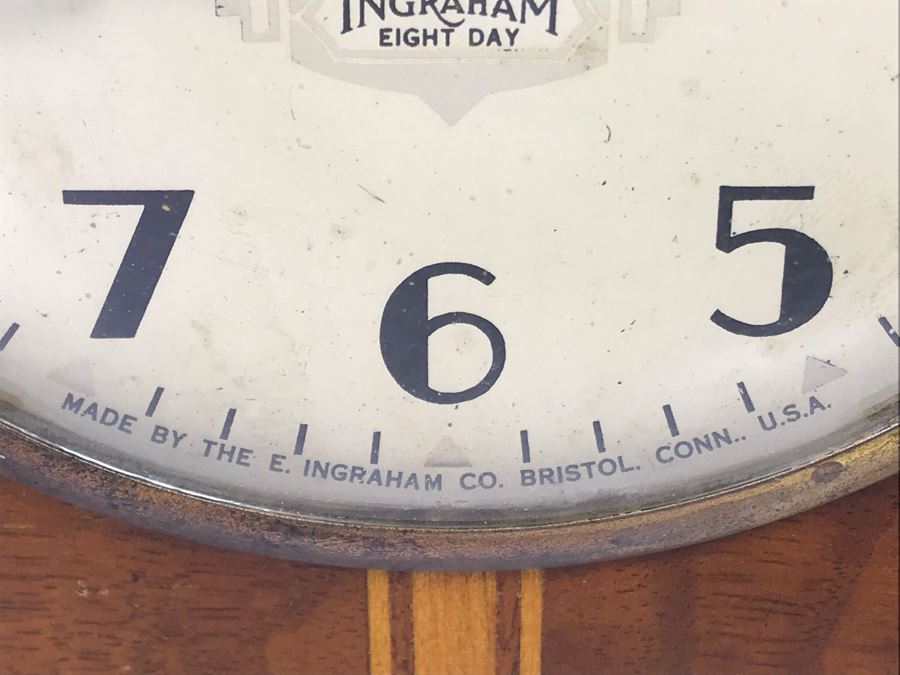 INGRAHAM
EIGHT DAY
7
6
5
MADE BY THE E. INGRAHAM CO. BRISTOL. CONN.. U.S.A.